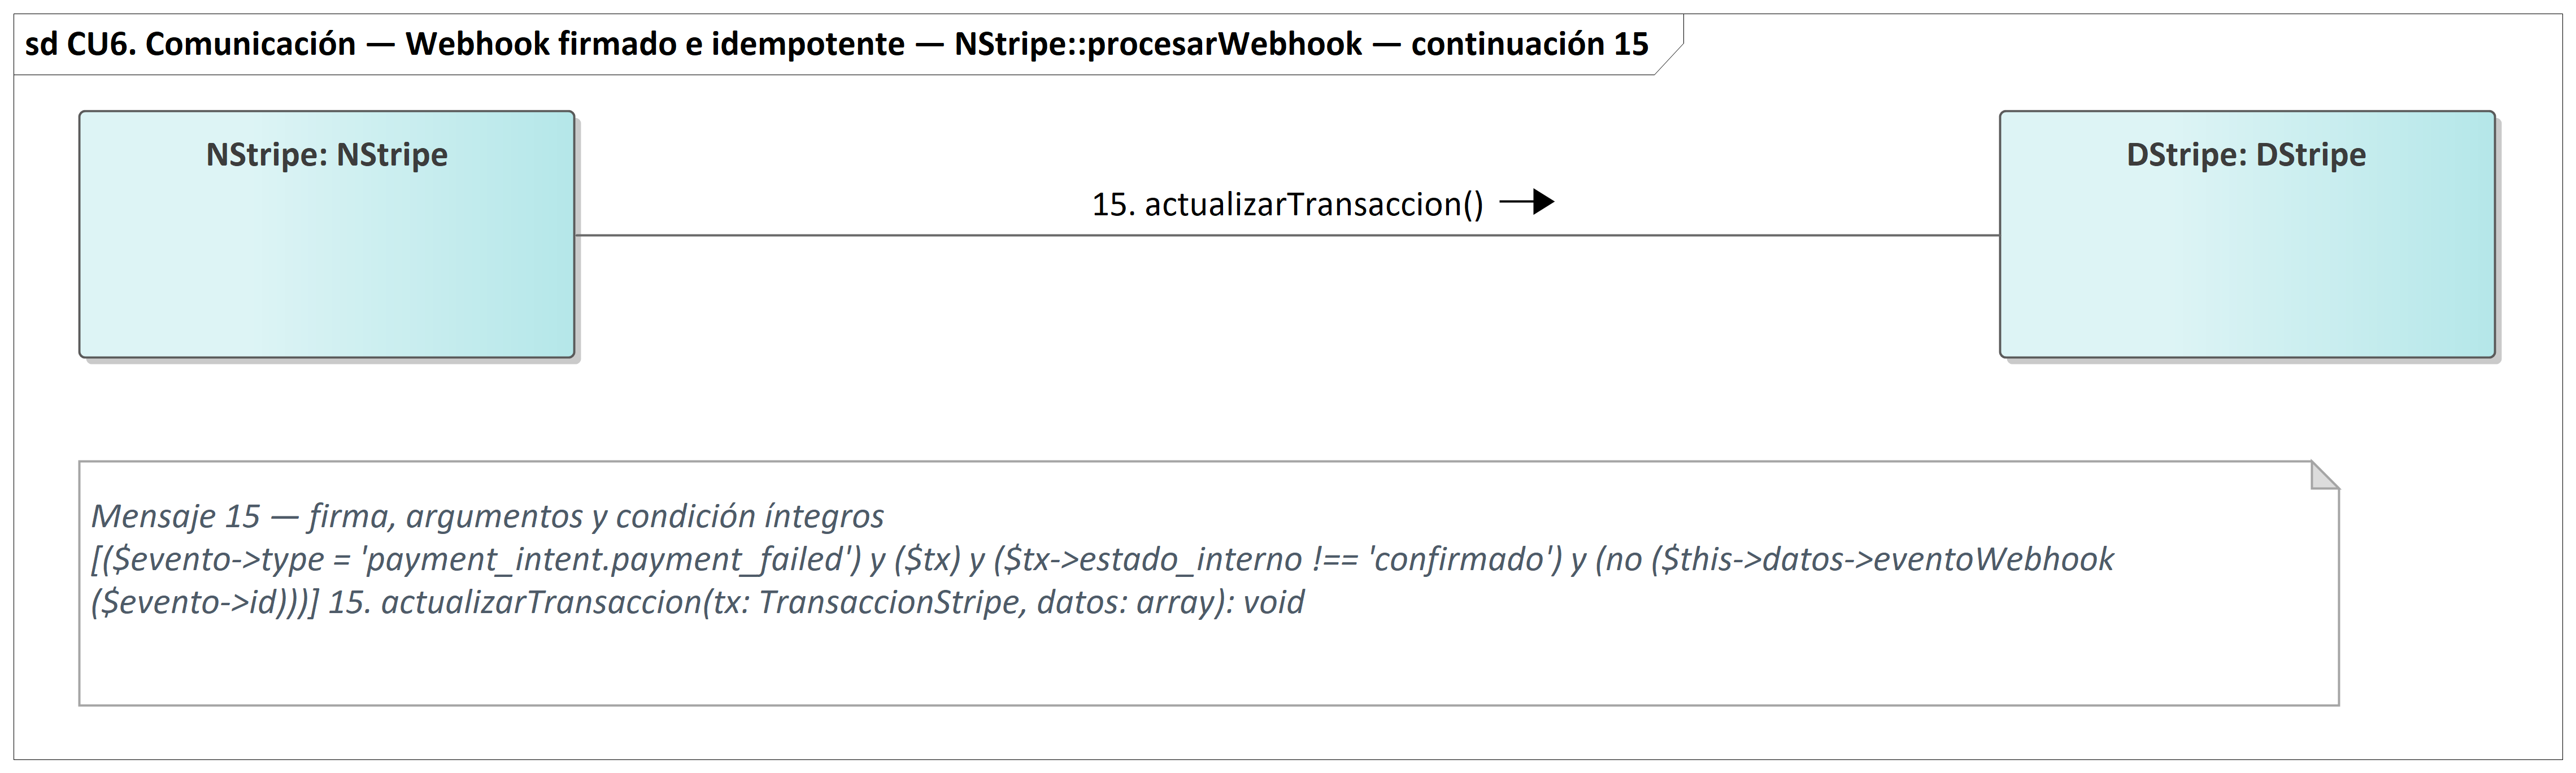 sd CU6. Comunicación — Webhook firmado e idempotente — NStripe::procesarWebhook — continuación 15
NStripe: NStripe
DStripe: DStripe
15. actualizarTransaccion()
Mensaje 15 — firma, argumentos y condición íntegros
[($evento->type = 'payment_intent.payment_failed') y ($tx) y ($tx->estado_interno !== 'confirmado') y (no ($this->datos->eventoWebhook
($evento->id)))] 15. actualizarTransaccion(tx: TransaccionStripe, datos: array): void